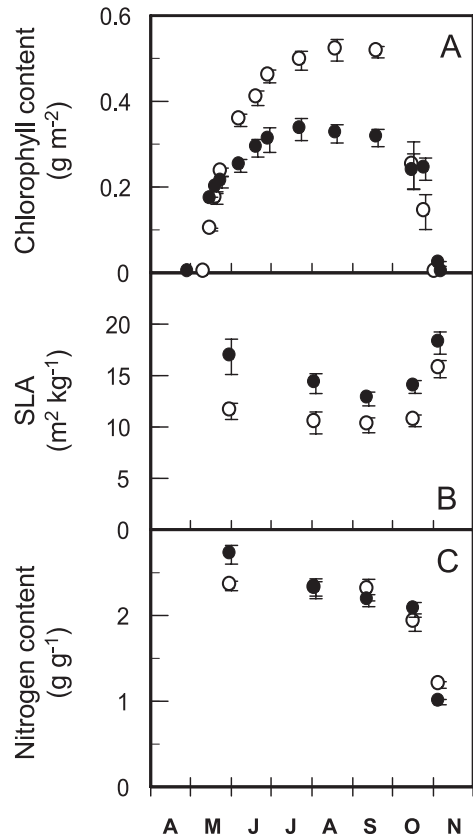 A
Chlorophyll content
(g m-2)
0.6
0.4
0.2
0
B
SLA
(m2 kg-1)
20
15
10
5
0
C
Nitrogen content
(g g-1)
2
1
0
A M J J A S O N